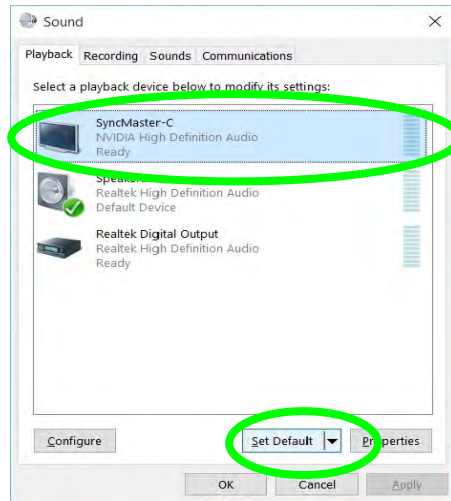 Sound
Playback Recording Sounds Communications
Select a playback device below to modify its settings:
SyncMaster-C
NVIDIA High Definition Audio
Ready
Speakers
Realtek High Definition Audio
Default Device
Realtek Digital Output
Realtek High Definition Audio
Ready
Configure Set Default Properties
OK Cancel Apply